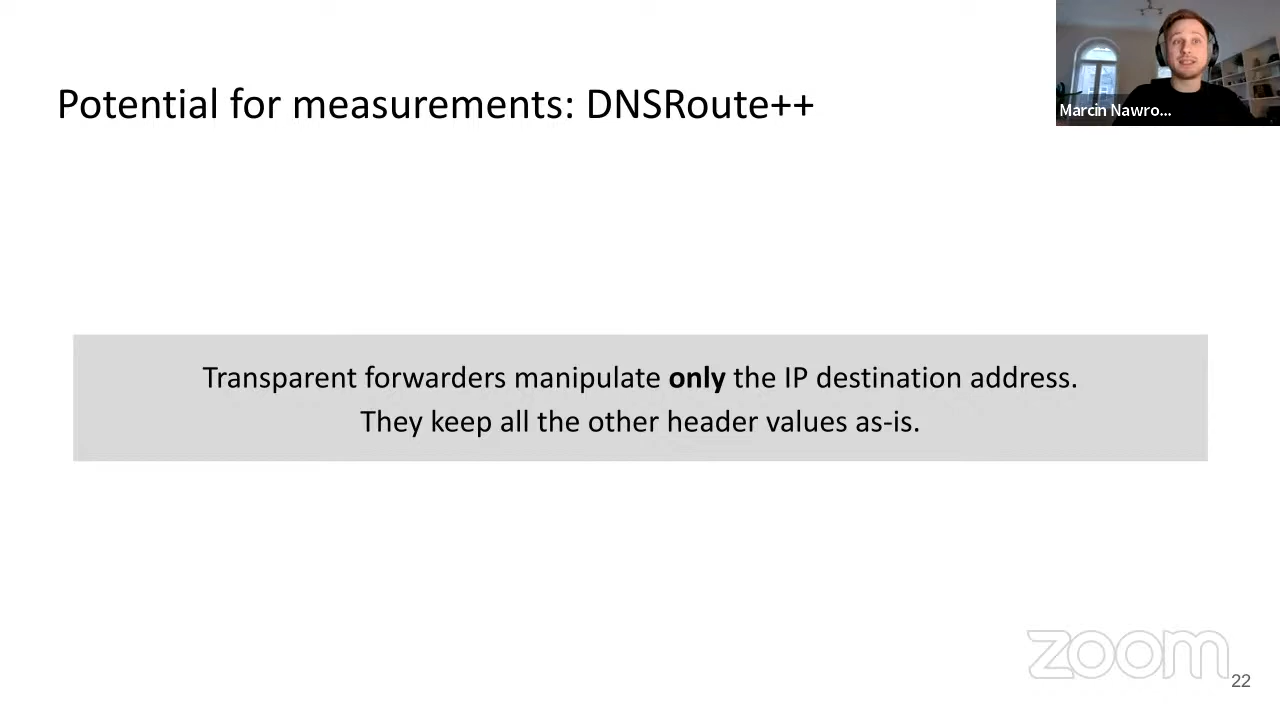 Potential for measurements: DNSRoute++
Marcin Nawro...
Transparent forwarders manipulate only the IP destination address.
They keep all the other header values as-is.
zoom
22